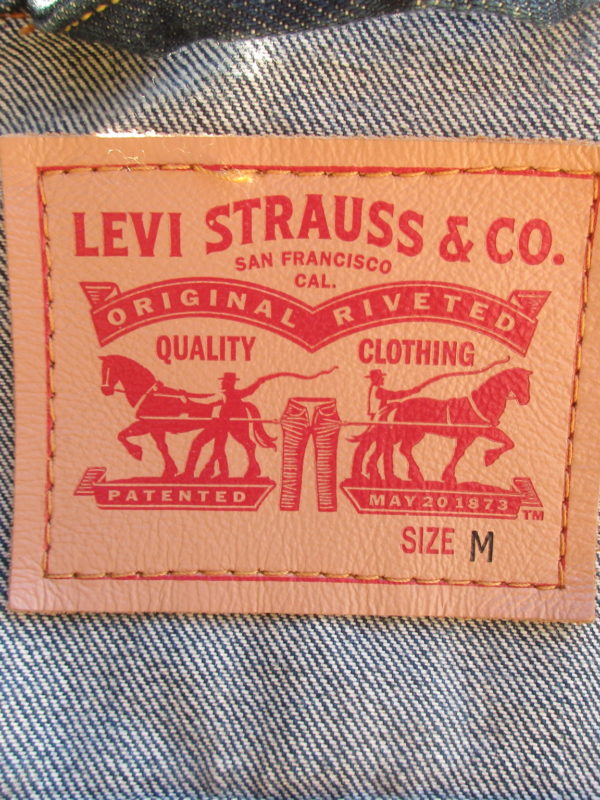 LEVI STRAUSS & CO.
SAN FRANCISCO
CAL.
ORIGINAL RIVETED
QUALITY CLOTHING
PATENTED MAY 20 1873 TM
SIZE M